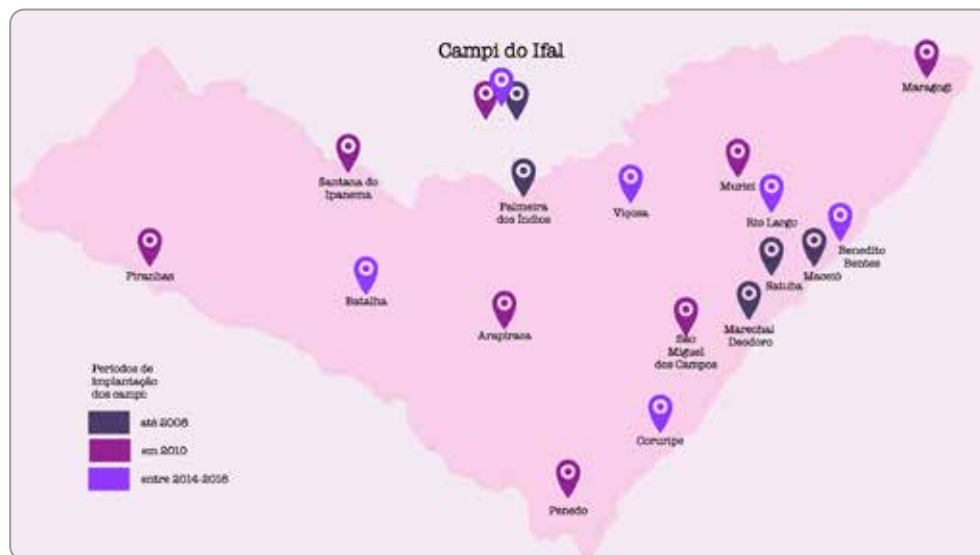 Campi do Ifal
Maragogi
Santana do
Ipanema
Palmeira
dos Índios
Viçosa
Murici
Rio Largo
Benedito
Bentes
Piranhas
Batalha
Satuba
Maceió
Arapiraca
Marechal
Deodoro
São
Miguel
dos Campos
Coruripe
Penedo
Períodos de
implantação
dos campi:
até 2008
em 2010
entre 2014-2018